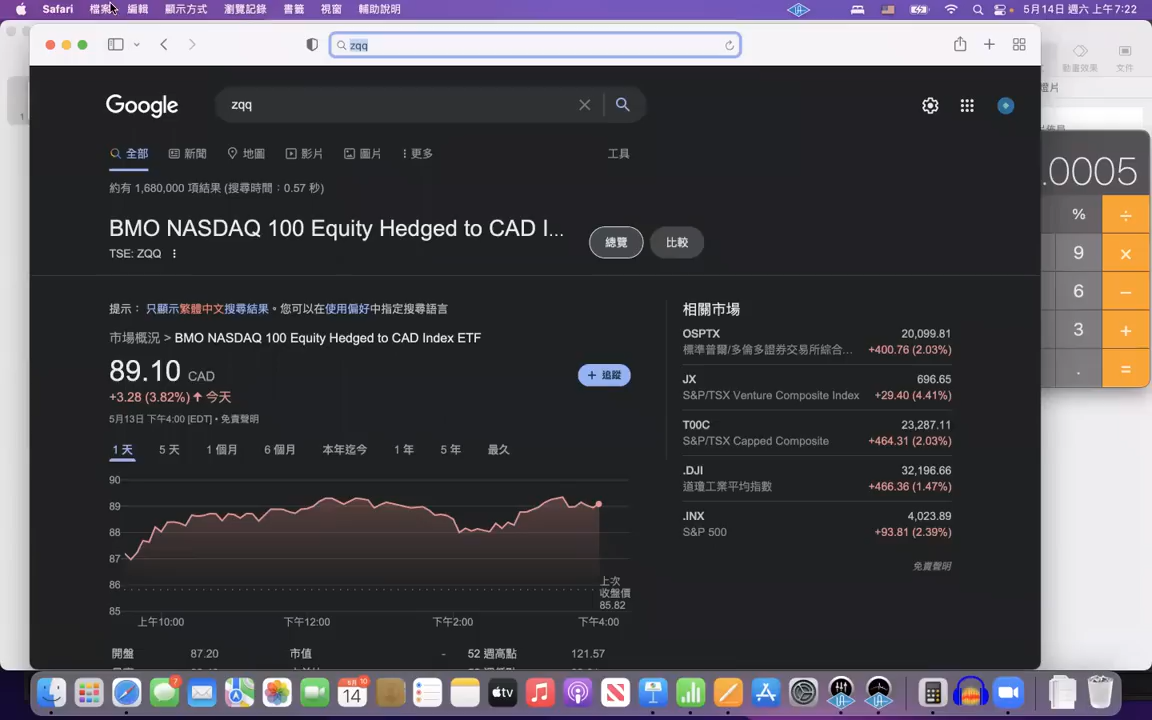 Safari 檔案 編輯 顯示方式 瀏覽記錄 書籤 視窗 輔助說明 5月14日 週六 上午7:22
zqq
動畫效果 文件
Google zqq
全部 新聞 地圖 影片 圖片 更多 工具
約有 1,680,000 項結果 (搜尋時間:0.57 秒)
BMO NASDAQ 100 Equity Hedged to CAD I...
TSE: ZQQ
總覽 比較
提示: 只顯示繁體中文搜尋結果。您可以在使用偏好中指定搜尋語言
市場概況 > BMO NASDAQ 100 Equity Hedged to CAD Index ETF
89.10 CAD
+3.28 (3.82%) 今天
追蹤
5月13日 下午4:00 [EDT] • 免責聲明
1 天 5 天 1 個月 6 個月 本年迄今 1 年 5 年 最久
90
89
88
87
86
85
上次
收盤價
85.82
上午10:00 下午12:00 下午2:00 下午4:00
開盤 87.20 市值 - 52 週高點 121.57
相關市場
OSPTX 20,099.81
標準普爾/多倫多證券交易所綜合... +400.76 (2.03%)
JX 696.65
S&P/TSX Venture Composite Index +29.40 (4.41%)
T00C 23,287.11
S&P/TSX Capped Composite +464.31 (2.03%)
.DJI 32,196.66
道瓊工業平均指數 +466.36 (1.47%)
.INX 4,023.89
S&P 500 +93.81 (2.39%)
免責聲明
.0005
% ÷
9 ×
6 −
3 +
. =
7
5月 10
14
tv